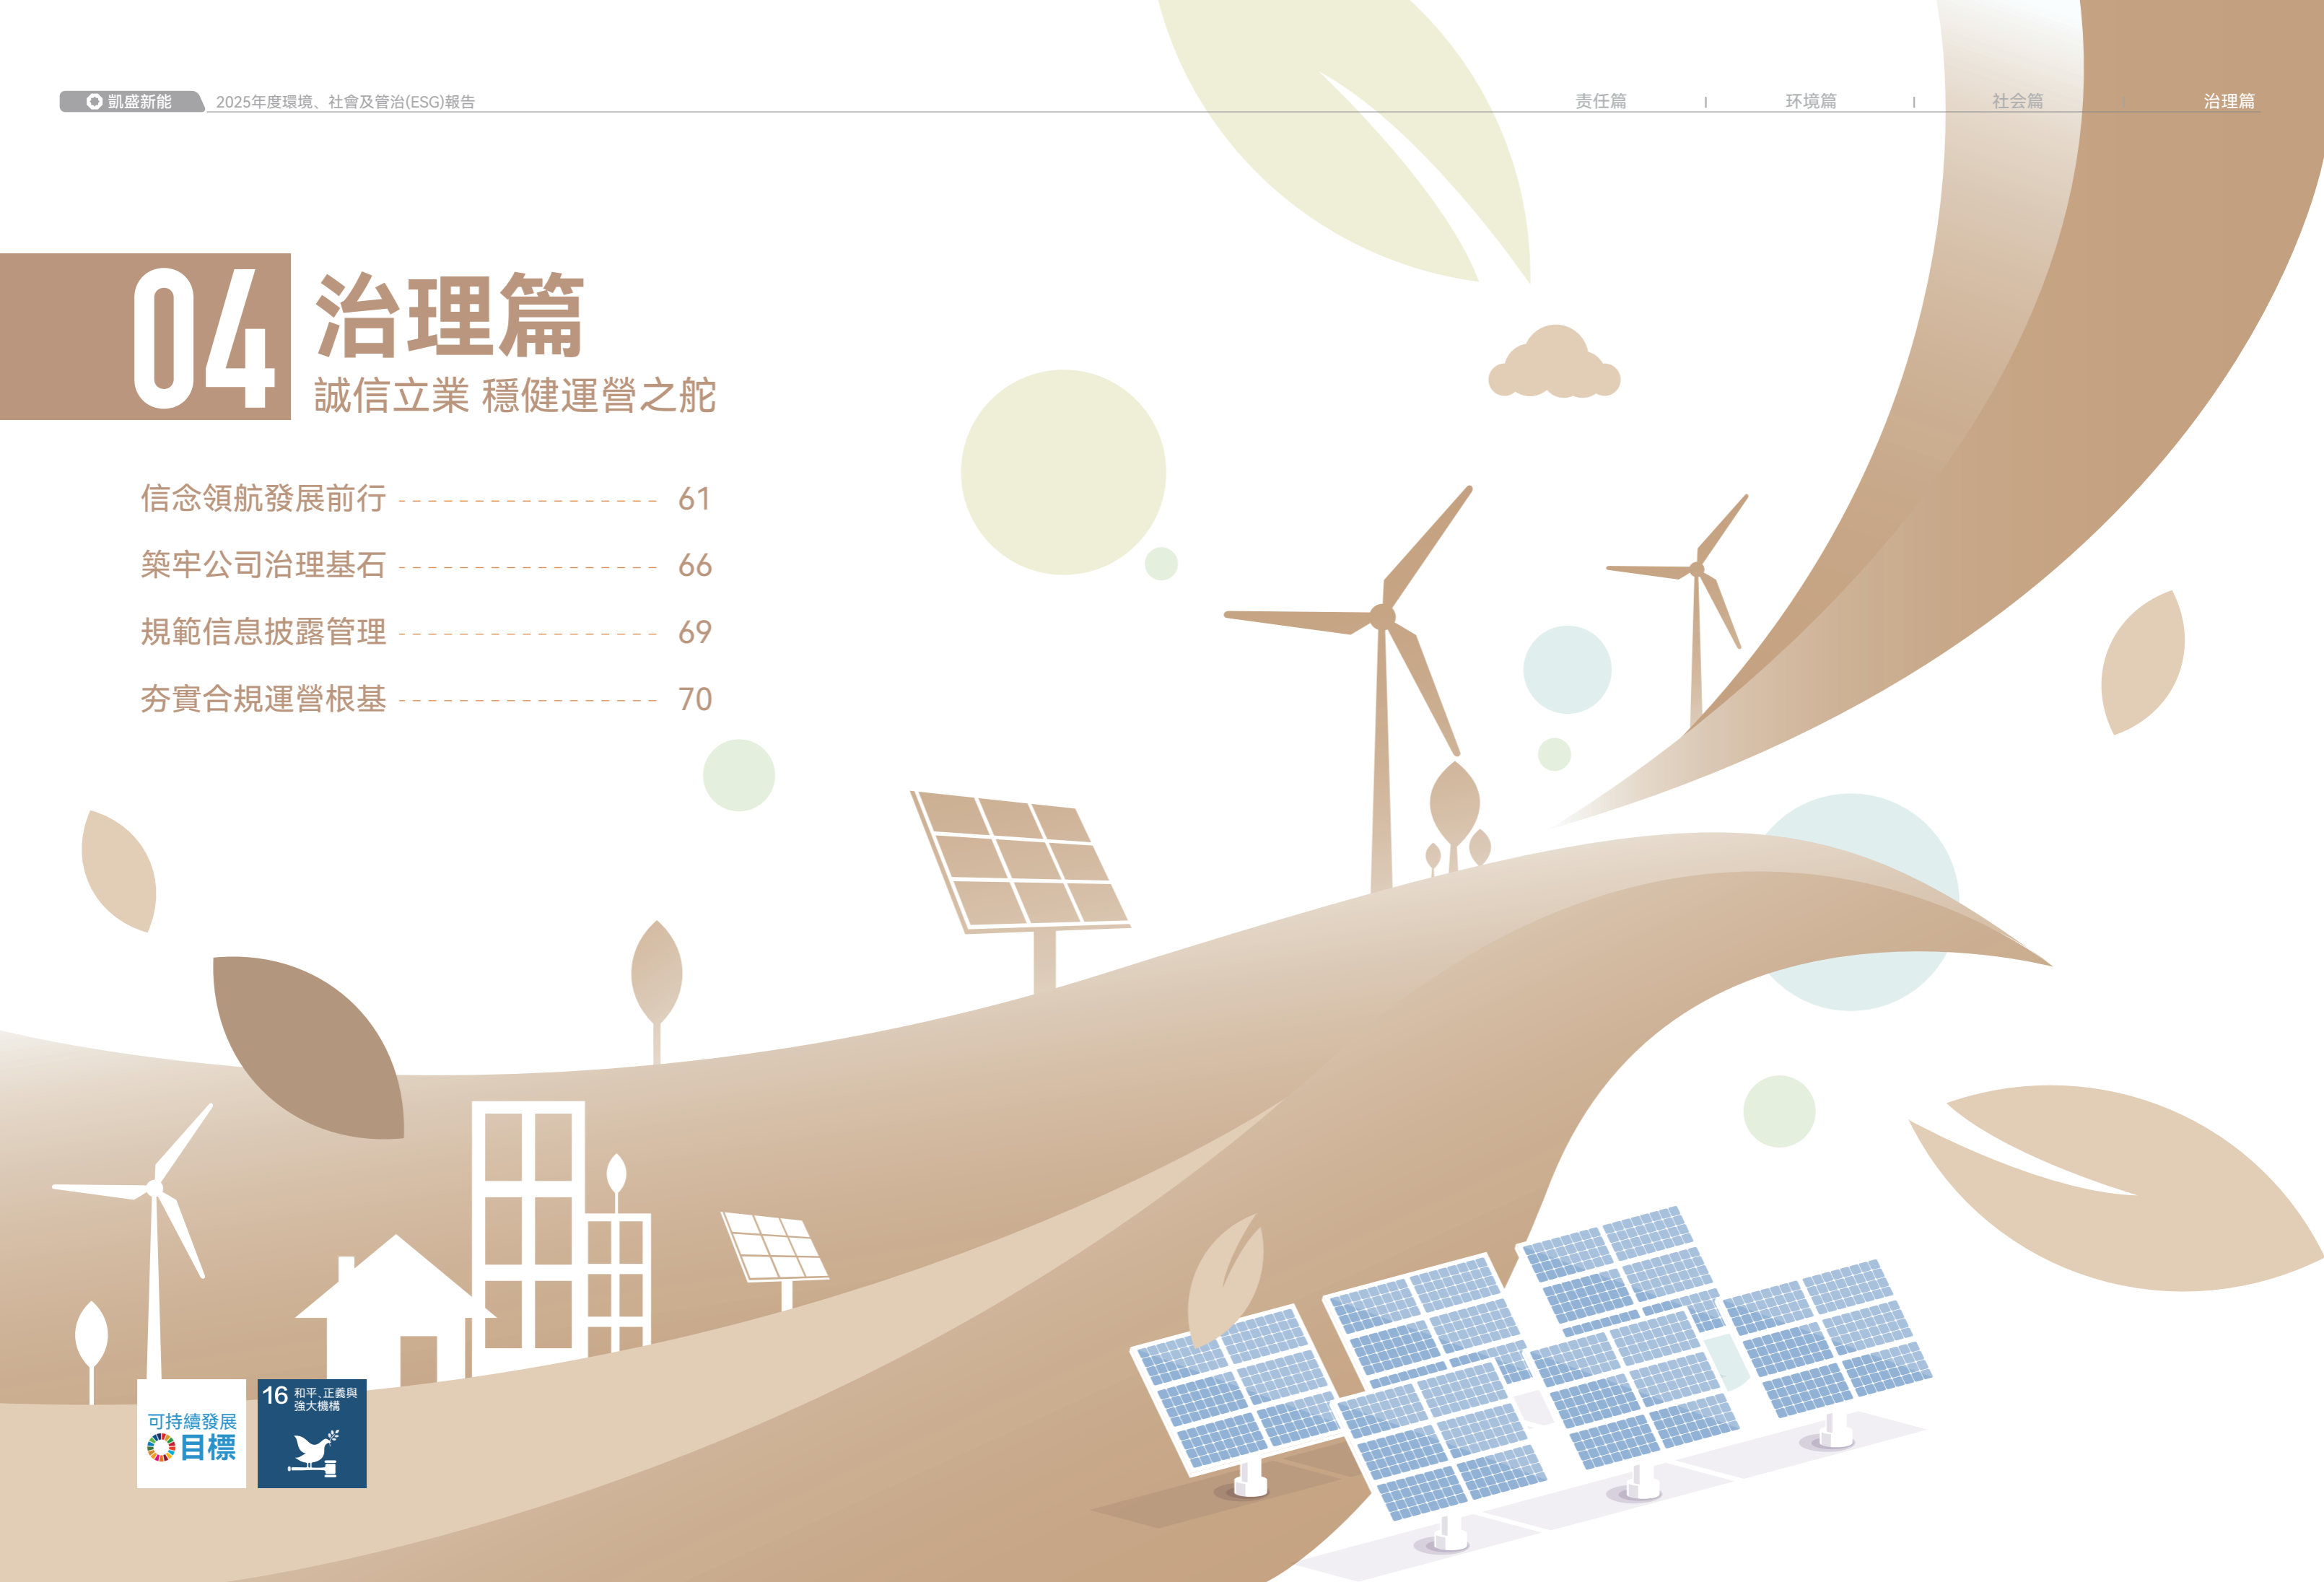 凱盛新能
2025年度環境、社會及管治(ESG)報告
责任篇 | 环境篇 | 社会篇 | 治理篇
04
治理篇
誠信立業 穩健運營之舵
信念領航發展前行 61
築牢公司治理基石 66
規範信息披露管理 69
夯實合規運營根基 70
可持續發展
目標
16 和平、正義與
強大機構